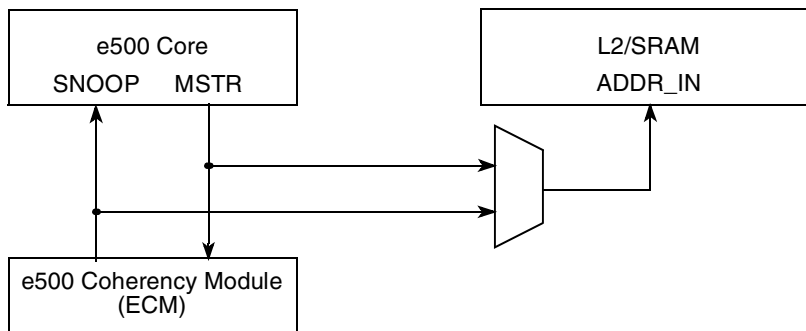 e500 Core
SNOOP MSTR
L2/SRAM
ADDR_IN
e500 Coherency Module
(ECM)